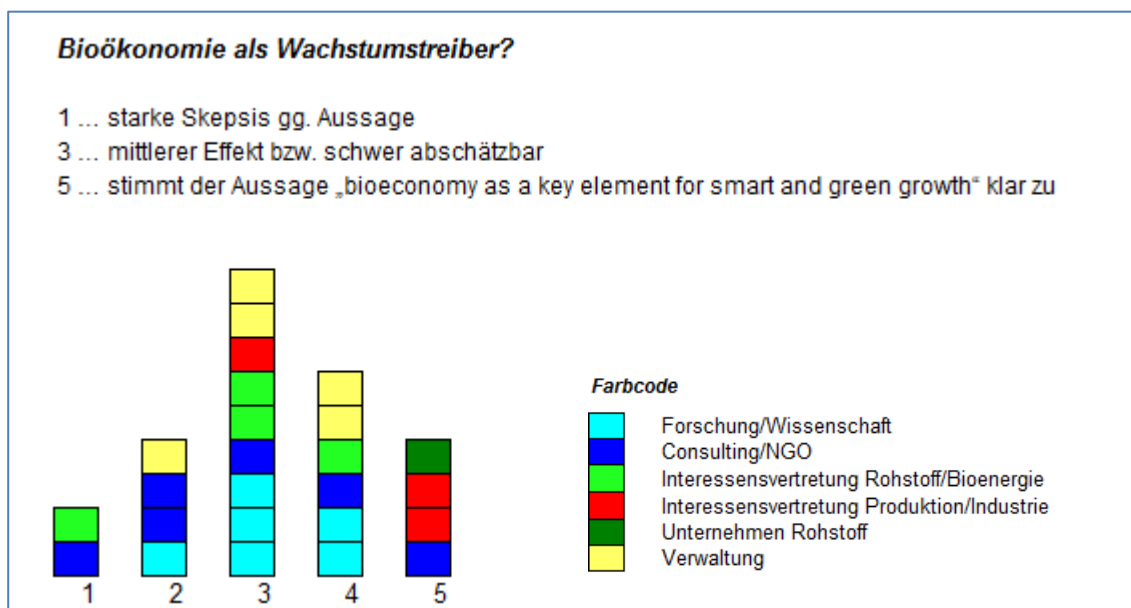 Bioökonomie als Wachstumstreiber?
1 ... starke Skepsis gg. Aussage
3 ... mittlerer Effekt bzw. schwer abschätzbar
5 ... stimmt der Aussage „bioeconomy as a key element for smart and green growth“ klar zu
Farbcode
Forschung/Wissenschaft
Consulting/NGO
Interessensvertretung Rohstoff/Bioenergie
Interessensvertretung Produktion/Industrie
Unternehmen Rohstoff
Verwaltung
1 2 3 4 5